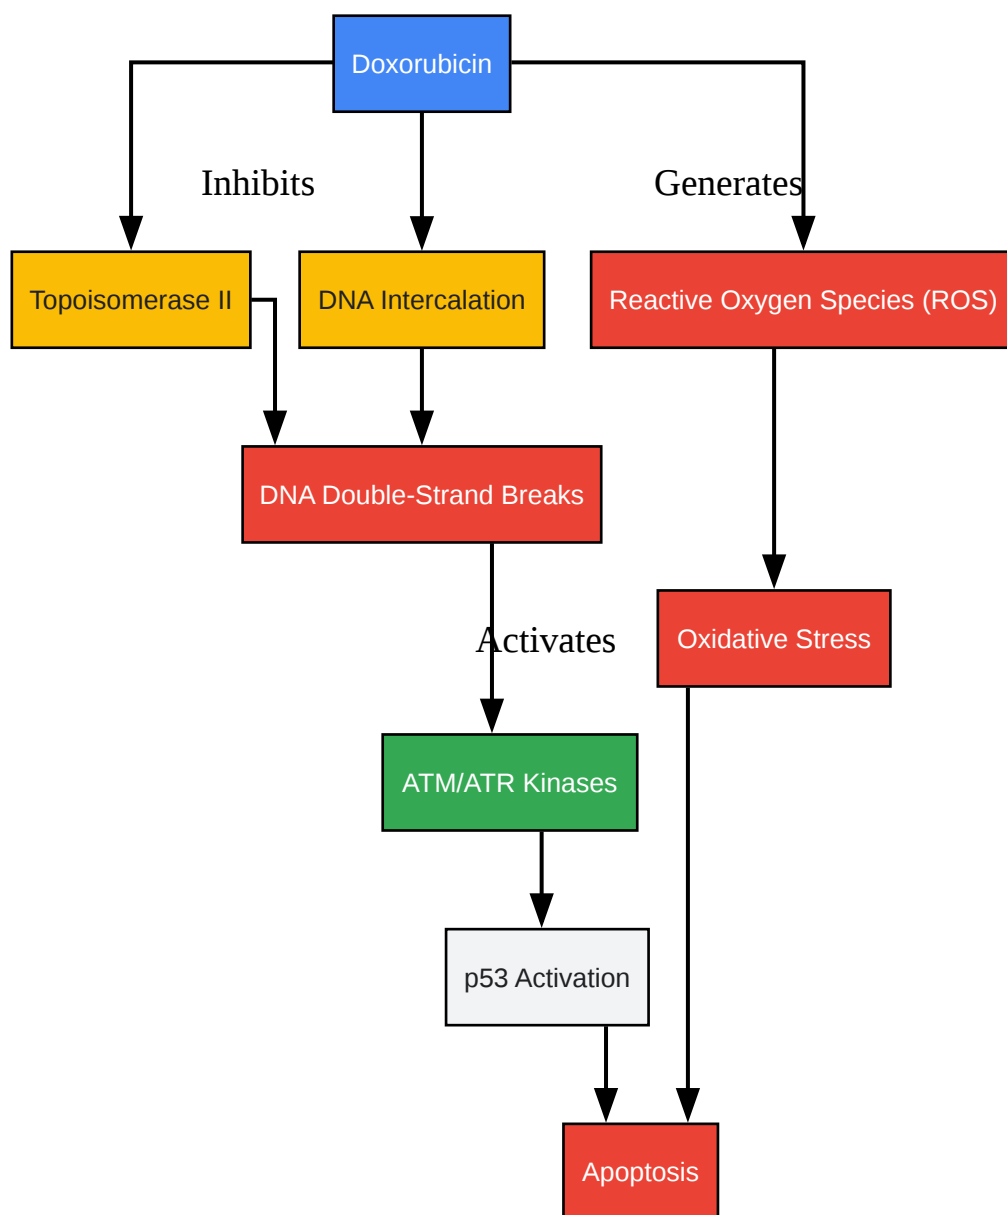 Doxorubicin
Inhibits
Generates
Topoisomerase II
DNA Intercalation
Reactive Oxygen Species (ROS)
DNA Double-Strand Breaks
Activates
Oxidative Stress
ATM/ATR Kinases
p53 Activation
Apoptosis